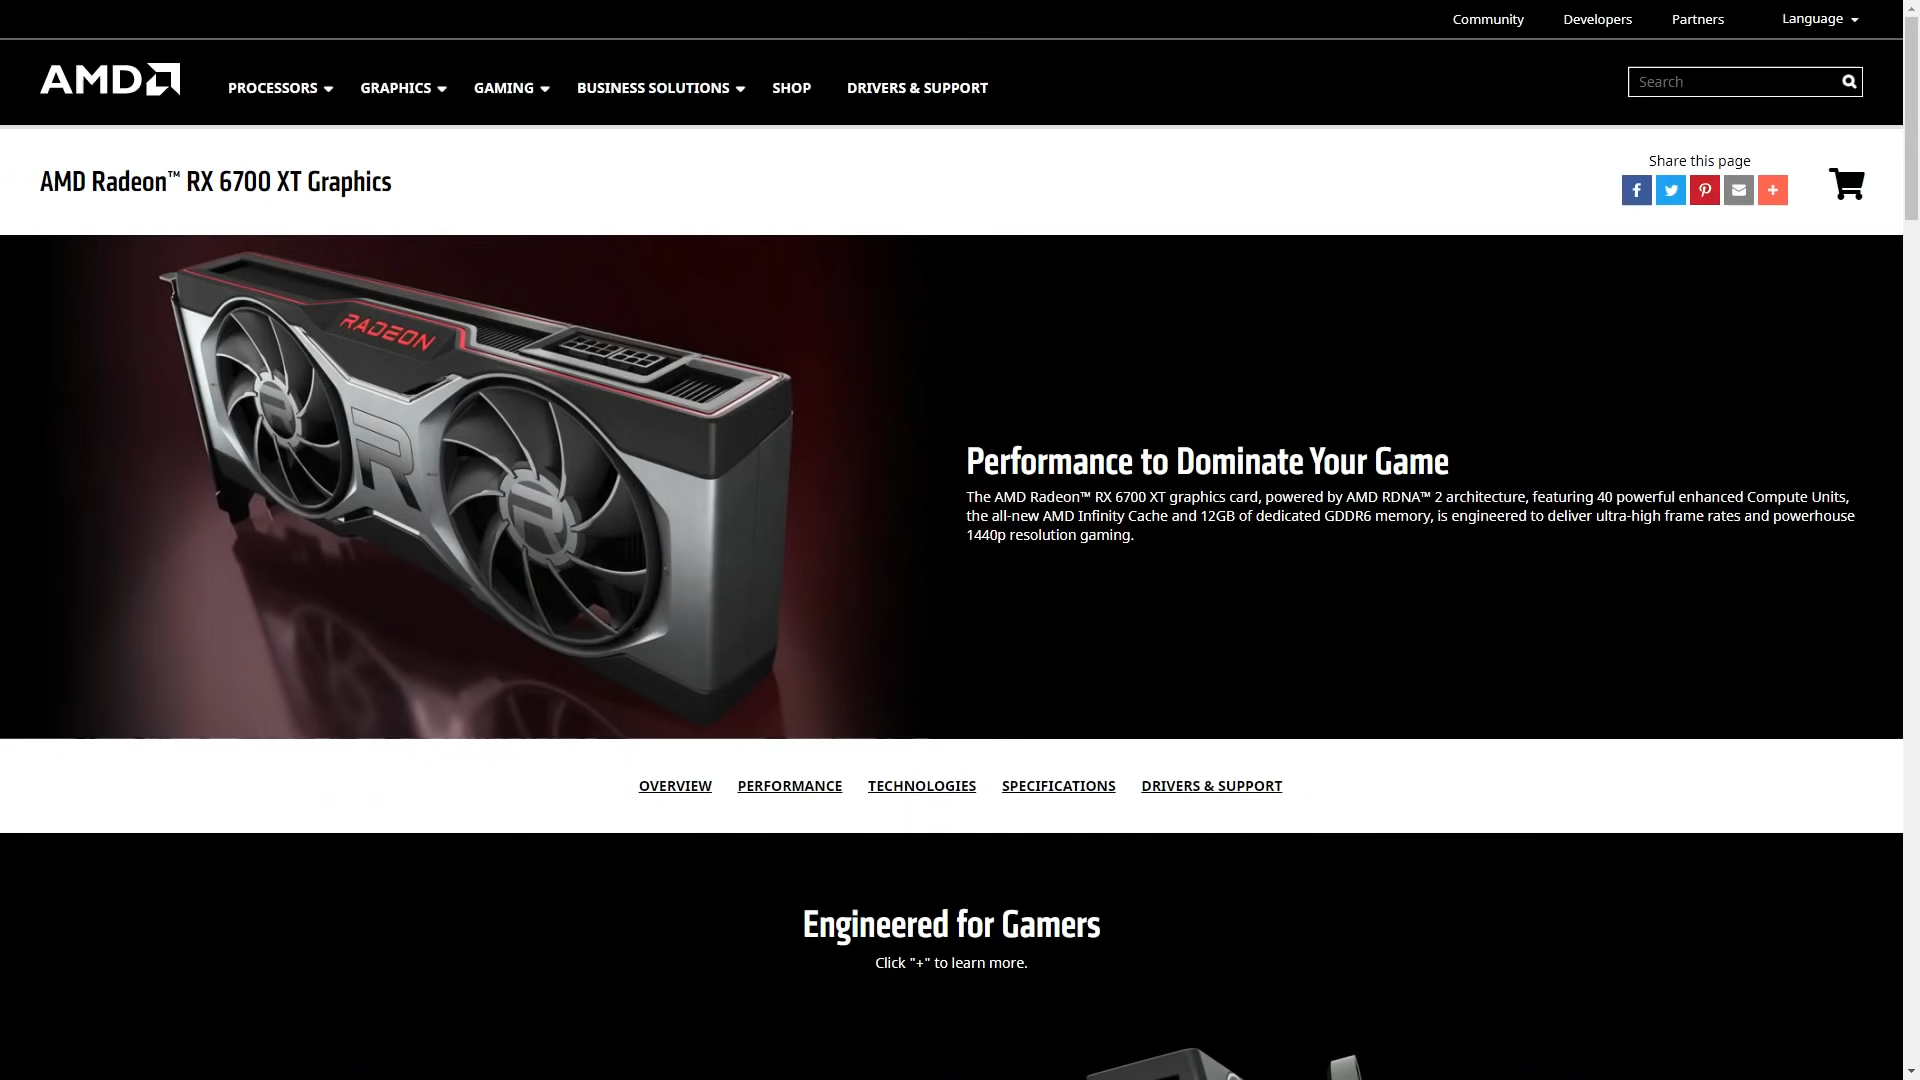 Community Developers Partners Language
AMD PROCESSORS GRAPHICS GAMING BUSINESS SOLUTIONS SHOP DRIVERS & SUPPORT Search
AMD Radeon™ RX 6700 XT Graphics
Share this page
RADEON
R
R
R
Performance to Dominate Your Game
The AMD Radeon™ RX 6700 XT graphics card, powered by AMD RDNA™ 2 architecture, featuring 40 powerful enhanced Compute Units,
the all-new AMD Infinity Cache and 12GB of dedicated GDDR6 memory, is engineered to deliver ultra-high frame rates and powerhouse
1440p resolution gaming.
OVERVIEW PERFORMANCE TECHNOLOGIES SPECIFICATIONS DRIVERS & SUPPORT
Engineered for Gamers
Click "+" to learn more.